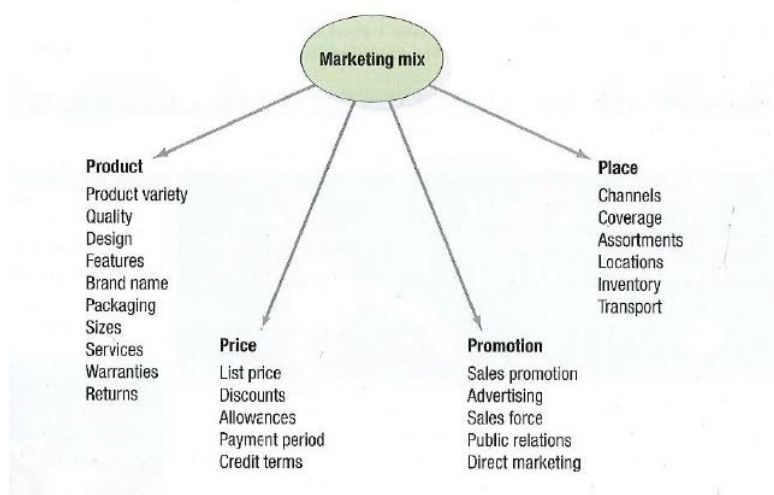 Marketing mix
Product
Product variety
Quality
Design
Features
Brand name
Packaging
Sizes
Services
Warranties
Returns
Price
List price
Discounts
Allowances
Payment period
Credit terms
Promotion
Sales promotion
Advertising
Sales force
Public relations
Direct marketing
Place
Channels
Coverage
Assortments
Locations
Inventory
Transport